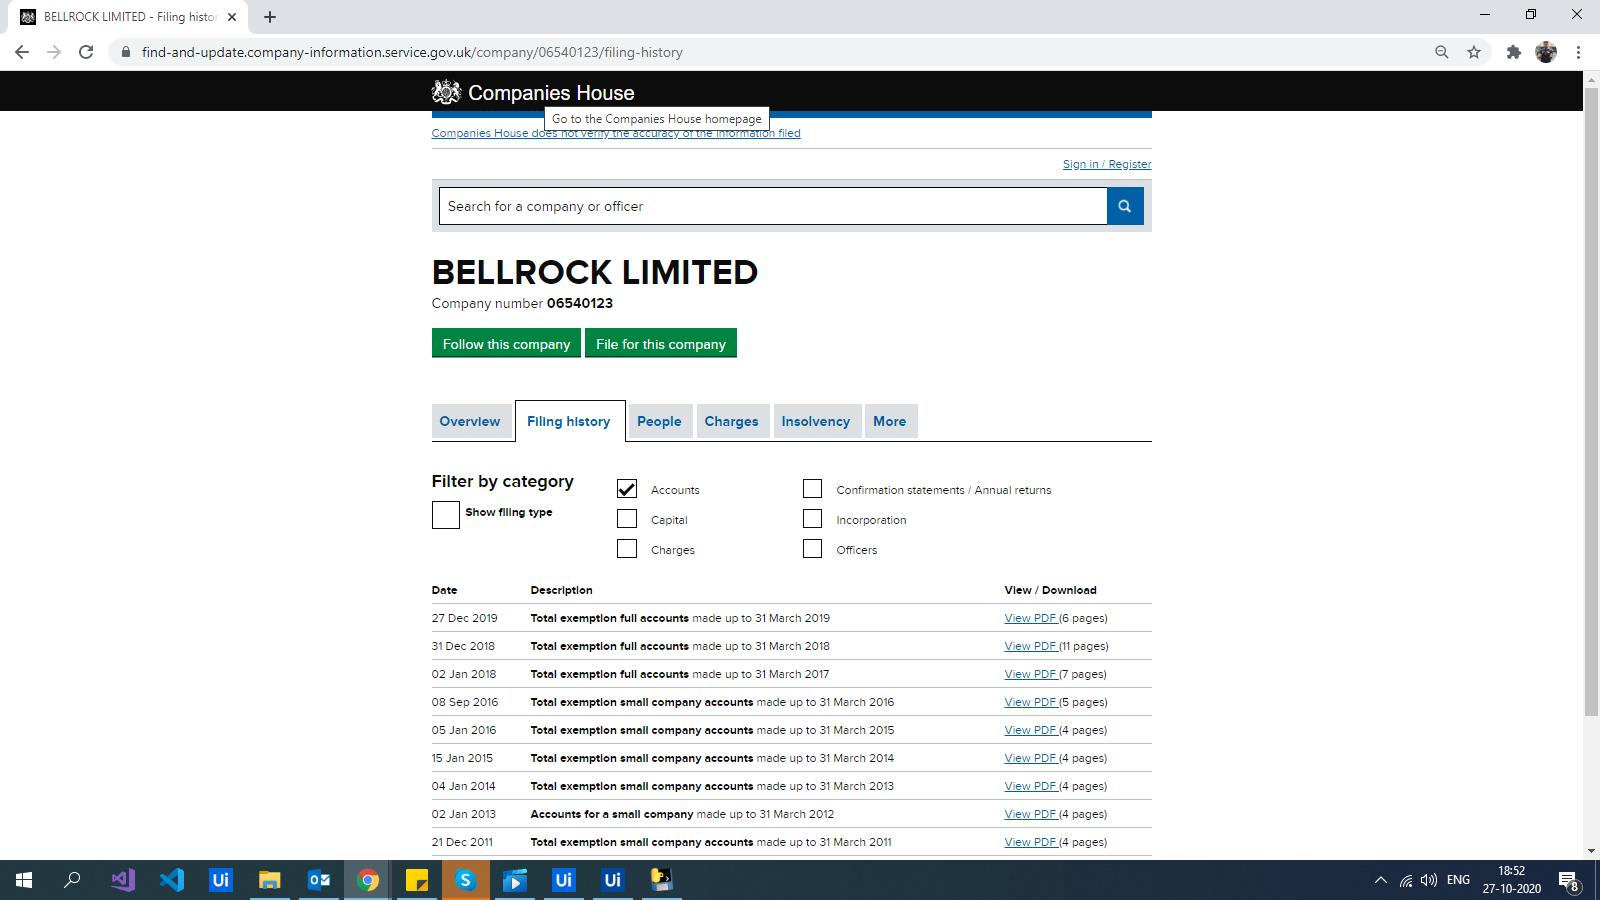 BELLROCK LIMITED - Filing histor
find-and-update.company-information.service.gov.uk/company/06540123/filing-history
Companies House
Go to the Companies House homepage
Companies House does not verify the accuracy of the information filed
Sign in / Register
Search for a company or officer
BELLROCK LIMITED
Company number 06540123
Follow this company File for this company
Overview Filing history People Charges Insolvency More
Filter by category
Show filing type
Accounts Confirmation statements / Annual returns
Capital Incorporation
Charges Officers
Date Description View / Download
27 Dec 2019 Total exemption full accounts made up to 31 March 2019 View PDF (6 pages)
31 Dec 2018 Total exemption full accounts made up to 31 March 2018 View PDF (11 pages)
02 Jan 2018 Total exemption full accounts made up to 31 March 2017 View PDF (7 pages)
08 Sep 2016 Total exemption small company accounts made up to 31 March 2016 View PDF (5 pages)
05 Jan 2016 Total exemption small company accounts made up to 31 March 2015 View PDF (4 pages)
15 Jan 2015 Total exemption small company accounts made up to 31 March 2014 View PDF (4 pages)
04 Jan 2014 Total exemption small company accounts made up to 31 March 2013 View PDF (4 pages)
02 Jan 2013 Accounts for a small company made up to 31 March 2012 View PDF (4 pages)
21 Dec 2011 Total exemption small company accounts made up to 31 March 2011 View PDF (4 pages)
Ui S Ui Ui ENG 18:52
27-10-2020 8